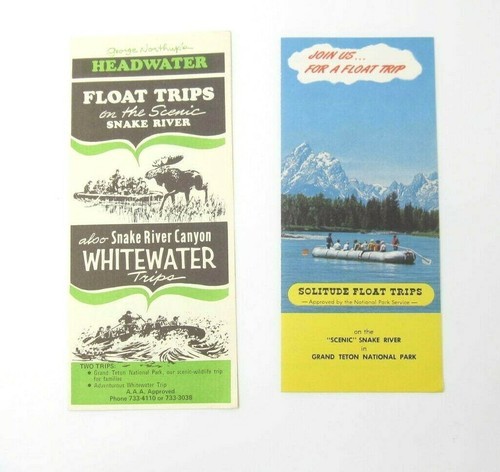 George Northup's
HEADWATER
FLOAT TRIPS
on the Scenic
SNAKE RIVER
also Snake River Canyon
WHITEWATER
Trips
TWO TRIPS:
● Grand Teton National Park, our scenic-wildlife trip
for families
● Adventurous Whitewater Trip
A.A.A. Approved
Phone 733-4110 or 733-3038
JOIN US...
FOR A FLOAT TRIP
SOLITUDE FLOAT TRIPS
Approved by the National Park Service
on the
"SCENIC" SNAKE RIVER
in
GRAND TETON NATIONAL PARK